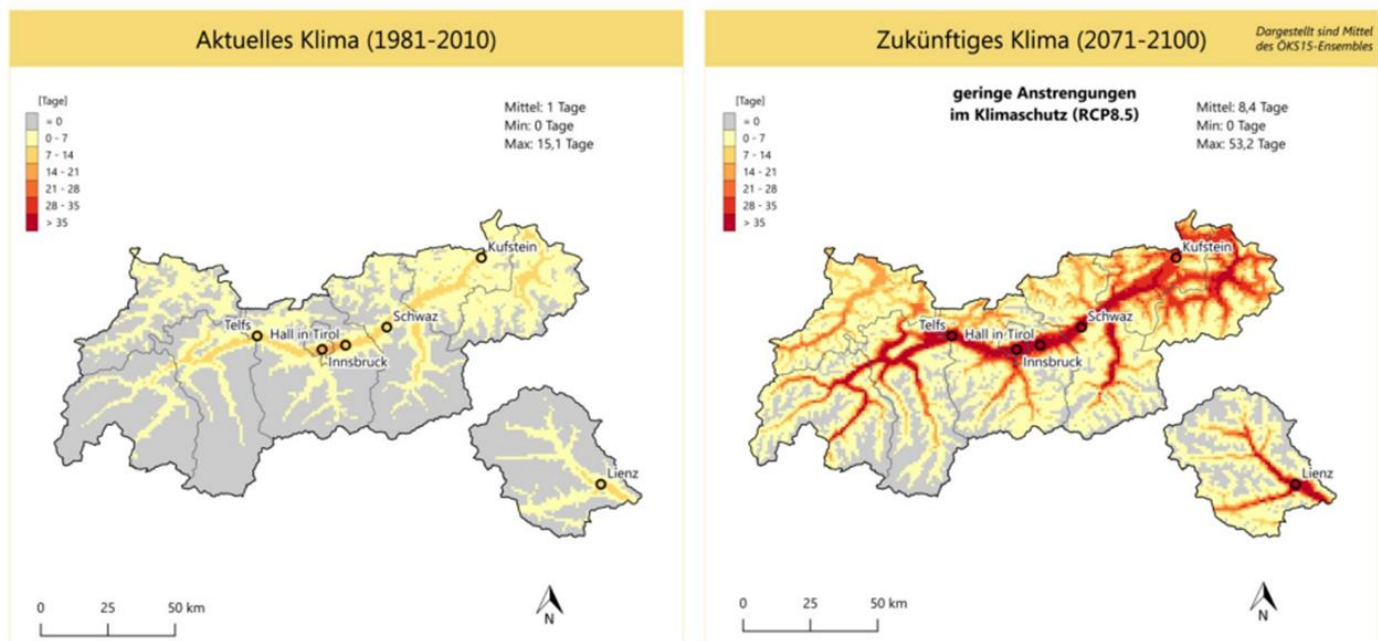 Aktuelles Klima (1981-2010)
[Tage]
= 0
0 - 7
7 - 14
14 - 21
21 - 28
28 - 35
> 35
Mittel: 1 Tage
Min: 0 Tage
Max: 15,1 Tage
Kufstein
Schwaz
Telfs
Hall in Tirol
Innsbruck
Lienz
0 25 50 km
N
Zukünftiges Klima (2071-2100)
Dargestellt sind Mittel
des ÖKS15-Ensembles
geringe Anstrengungen
im Klimaschutz (RCP8.5)
[Tage]
= 0
0 - 7
7 - 14
14 - 21
21 - 28
28 - 35
> 35
Mittel: 8,4 Tage
Min: 0 Tage
Max: 53,2 Tage
Kufstein
Schwaz
Telfs
Hall in Tirol
Innsbruck
Lienz
0 25 50 km
N